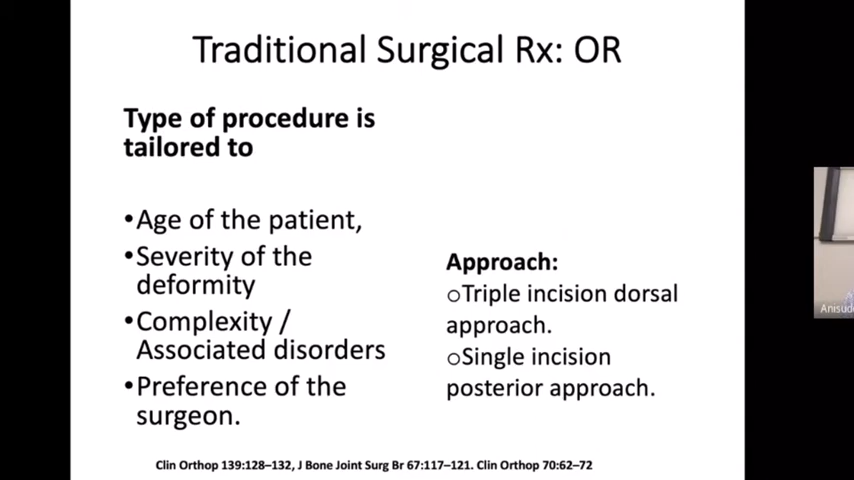 Traditional Surgical Rx: OR
Type of procedure is
tailored to
•Age of the patient,
•Severity of the
deformity
•Complexity /
Associated disorders
•Preference of the
surgeon.
Approach:
oTriple incision dorsal
approach.
oSingle incision
posterior approach.
Clin Orthop 139:128–132, J Bone Joint Surg Br 67:117–121. Clin Orthop 70:62–72